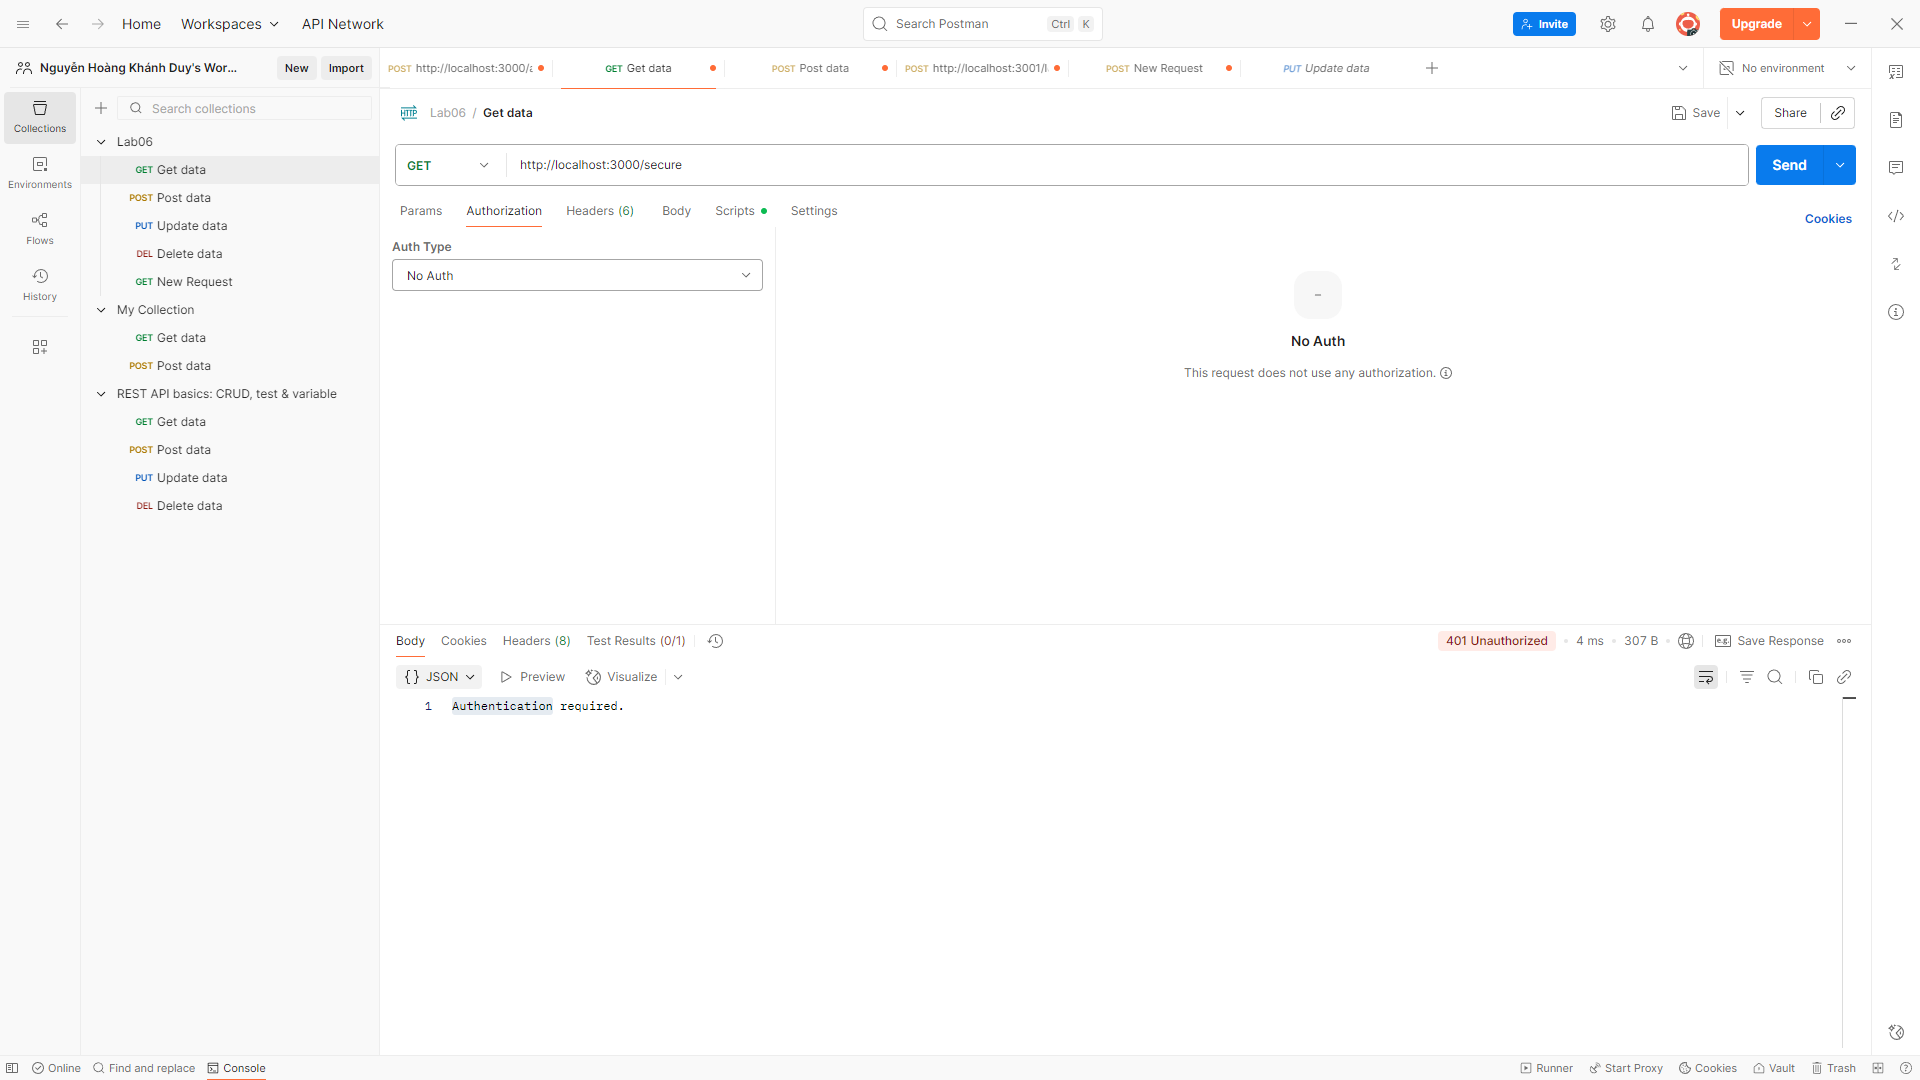 Home Workspaces API Network
Search Postman Ctrl K
Invite
Upgrade
Nguyễn Hoàng Khánh Duy's Wor...
New Import
POST http://localhost:3000/a
GET Get data
POST Post data
POST http://localhost:3001/l
POST New Request
PUT Update data
No environment
Collections
Environments
Flows
History
Search collections
Lab06
GET Get data
POST Post data
PUT Update data
DEL Delete data
GET New Request
My Collection
GET Get data
POST Post data
REST API basics: CRUD, test & variable
GET Get data
POST Post data
PUT Update data
DEL Delete data
HTTP Lab06 / Get data
Save Share
GET http://localhost:3000/secure
Send
Params Authorization Headers (6) Body Scripts Settings
Cookies
Auth Type
No Auth
No Auth
This request does not use any authorization.
Body Cookies Headers (8) Test Results (0/1)
401 Unauthorized 4 ms 307 B e.g. Save Response
{} JSON Preview Visualize
1 Authentication required.
Online Find and replace Console
Runner Start Proxy Cookies Vault Trash